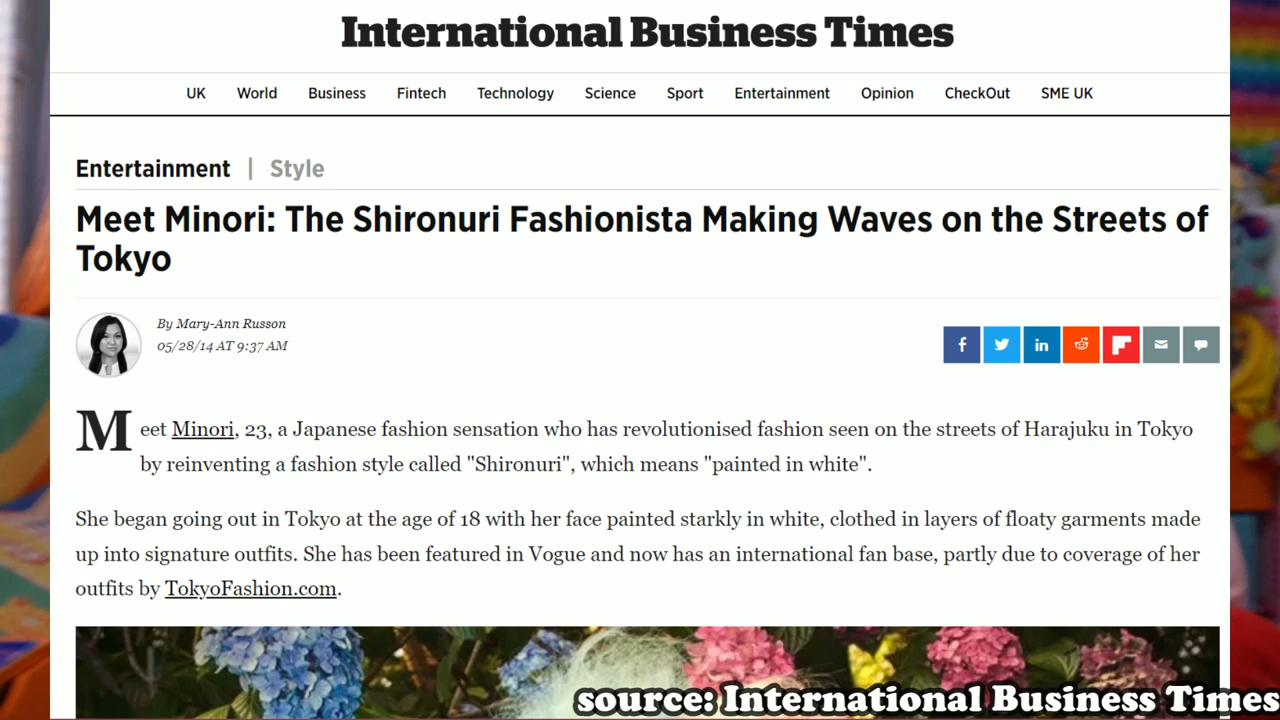 International Business Times
UK World Business Fintech Technology Science Sport Entertainment Opinion CheckOut SME UK
Entertainment | Style
Meet Minori: The Shironuri Fashionista Making Waves on the Streets of
Tokyo
By Mary-Ann Russon
05/28/14 AT 9:37 AM
Meet Minori, 23, a Japanese fashion sensation who has revolutionised fashion seen on the streets of Harajuku in Tokyo
by reinventing a fashion style called "Shironuri", which means "painted in white".
She began going out in Tokyo at the age of 18 with her face painted starkly in white, clothed in layers of floaty garments made
up into signature outfits. She has been featured in Vogue and now has an international fan base, partly due to coverage of her
outfits by TokyoFashion.com.
source: International Business Times